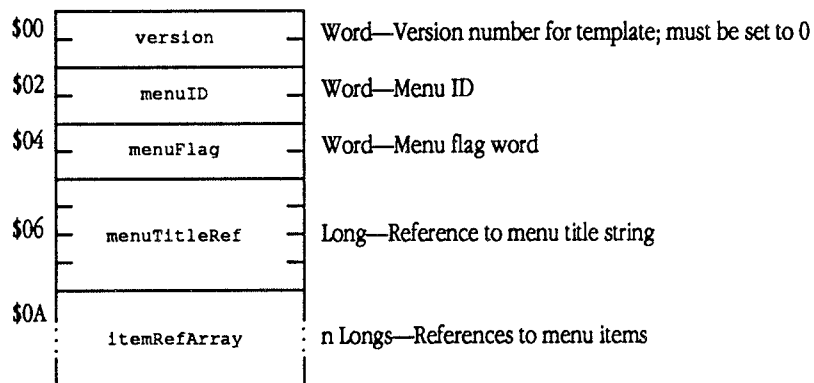 $00 version Word—Version number for template; must be set to 0
$02 menuID Word—Menu ID
$04 menuFlag Word—Menu flag word
$06 menuTitleRef Long—Reference to menu title string
$0A
itemRefArray n Longs—References to menu items